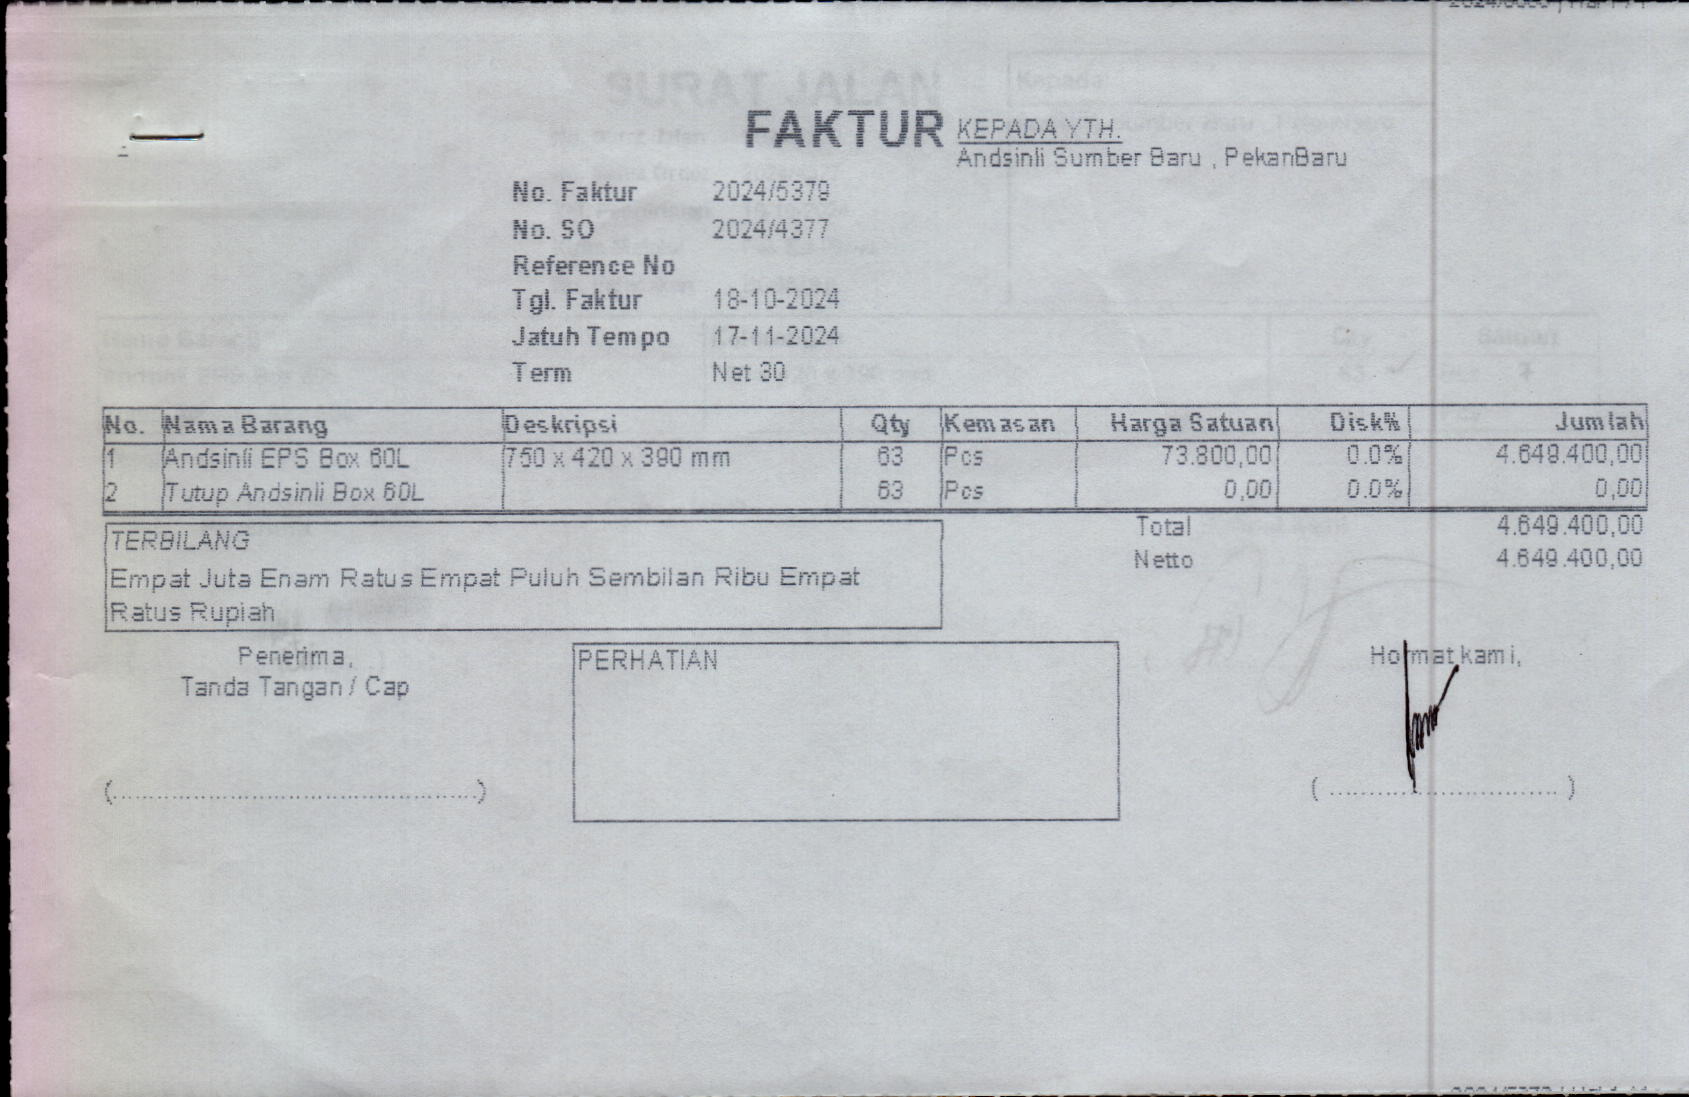 FAKTUR
KEPADA YTH.
Andsinli Sumber Baru , PekanBaru
No. Faktur 2024/5379
No. SO 2024/4377
Reference No
Tgl. Faktur 18-10-2024
Jatuh Tempo 17-11-2024
Term Net 30
No. Nama Barang Deskripsi Qty Kemasan Harga Satuan Disk% Jumlah
1 Andsinli EPS Box 60L 750 x 420 x 390 mm 63 Pcs 73.800,00 0.0% 4.649.400,00
2 Tutup Andsinli Box 60L 63 Pcs 0,00 0.0% 0,00
Total 4.649.400,00
Netto 4.649.400,00
TERBILANG
Empat Juta Enam Ratus Empat Puluh Sembilan Ribu Empat
Ratus Rupiah
Penerima,
Tanda Tangan / Cap
PERHATIAN
Hormat kami,
(..............................................)
( ............................. )
SURAT JALAN
Kepada